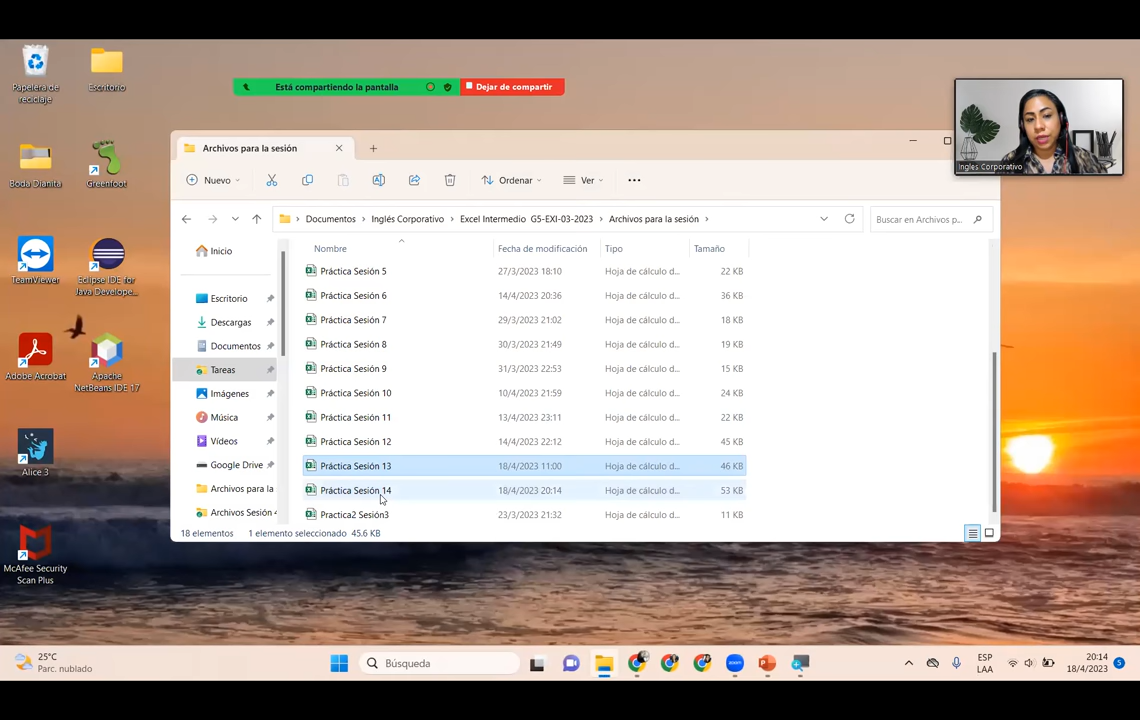 Papelera de reciclaje
Escritorio
Está compartiendo la pantalla
Dejar de compartir
Ingles Corporativo
Archivos para la sesión
Boda Dianita
Greenfoot
Nuevo
Ordenar
Ver
Documentos > Inglés Corporativo > Excel Intermedio G5-EXI-03-2023 > Archivos para la sesión >
Buscar en Archivos p...
Inicio
Nombre Fecha de modificación Tipo Tamaño
Práctica Sesión 5 27/3/2023 18:10 Hoja de cálculo d... 22 KB
Práctica Sesión 6 14/4/2023 20:36 Hoja de cálculo d... 36 KB
Práctica Sesión 7 29/3/2023 21:02 Hoja de cálculo d... 18 KB
Práctica Sesión 8 30/3/2023 21:49 Hoja de cálculo d... 19 KB
Práctica Sesión 9 31/3/2023 22:53 Hoja de cálculo d... 15 KB
Práctica Sesión 10 10/4/2023 21:59 Hoja de cálculo d... 24 KB
Práctica Sesión 11 13/4/2023 23:11 Hoja de cálculo d... 22 KB
Práctica Sesión 12 14/4/2023 22:12 Hoja de cálculo d... 45 KB
Práctica Sesión 13 18/4/2023 11:00 Hoja de cálculo d... 46 KB
Práctica Sesión 14 18/4/2023 20:14 Hoja de cálculo d... 53 KB
Practica2 Sesión3 23/3/2023 21:32 Hoja de cálculo d... 11 KB
Escritorio
Descargas
Documentos
Tareas
Imágenes
Música
Vídeos
Google Drive
Archivos para la
Archivos Sesión 4
18 elementos 1 elemento seleccionado 45.6 KB
TeamViewer
Eclipse IDE for Java Develope...
Adobe Acrobat
Apache NetBeans IDE 17
Alice 3
McAfee Security Scan Plus
25°C
Parc. nublado
Búsqueda
ESP
LAA
20:14
18/4/2023
5